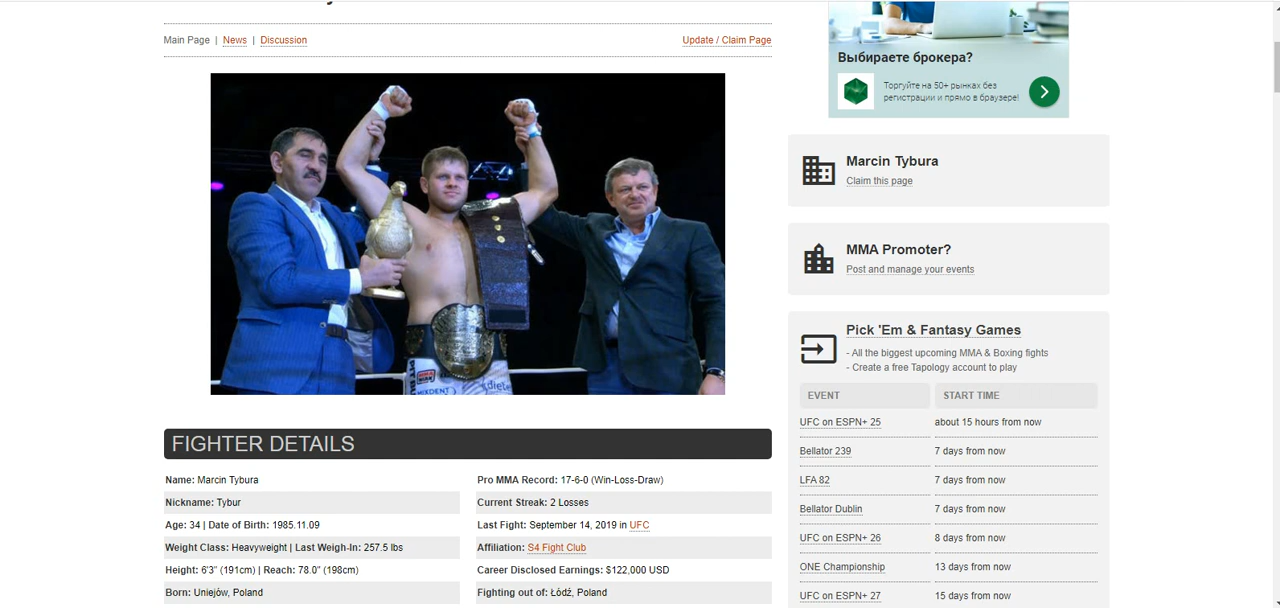 Main Page | News | Discussion
Update / Claim Page
FIGHTER DETAILS
Name: Marcin Tybura
Nickname: Tybur
Age: 34 | Date of Birth: 1985.11.09
Weight Class: Heavyweight | Last Weigh-In: 257.5 lbs
Height: 6'3" (191cm) | Reach: 78.0" (198cm)
Born: Uniejów, Poland
Pro MMA Record: 17-6-0 (Win-Loss-Draw)
Current Streak: 2 Losses
Last Fight: September 14, 2019 in UFC
Affiliation: S4 Fight Club
Career Disclosed Earnings: $122,000 USD
Fighting out of: Łódź, Poland
Выбираете брокера?
Торгуйте на 50+ рынках без
регистрации и прямо в браузере!
Marcin Tybura
Claim this page
MMA Promoter?
Post and manage your events
Pick 'Em & Fantasy Games
- All the biggest upcoming MMA & Boxing fights
- Create a free Tapology account to play
EVENT START TIME
UFC on ESPN+ 25 about 15 hours from now
Bellator 239 7 days from now
LFA 82 7 days from now
Bellator Dublin 7 days from now
UFC on ESPN+ 26 8 days from now
ONE Championship 13 days from now
UFC on ESPN+ 27 15 days from now